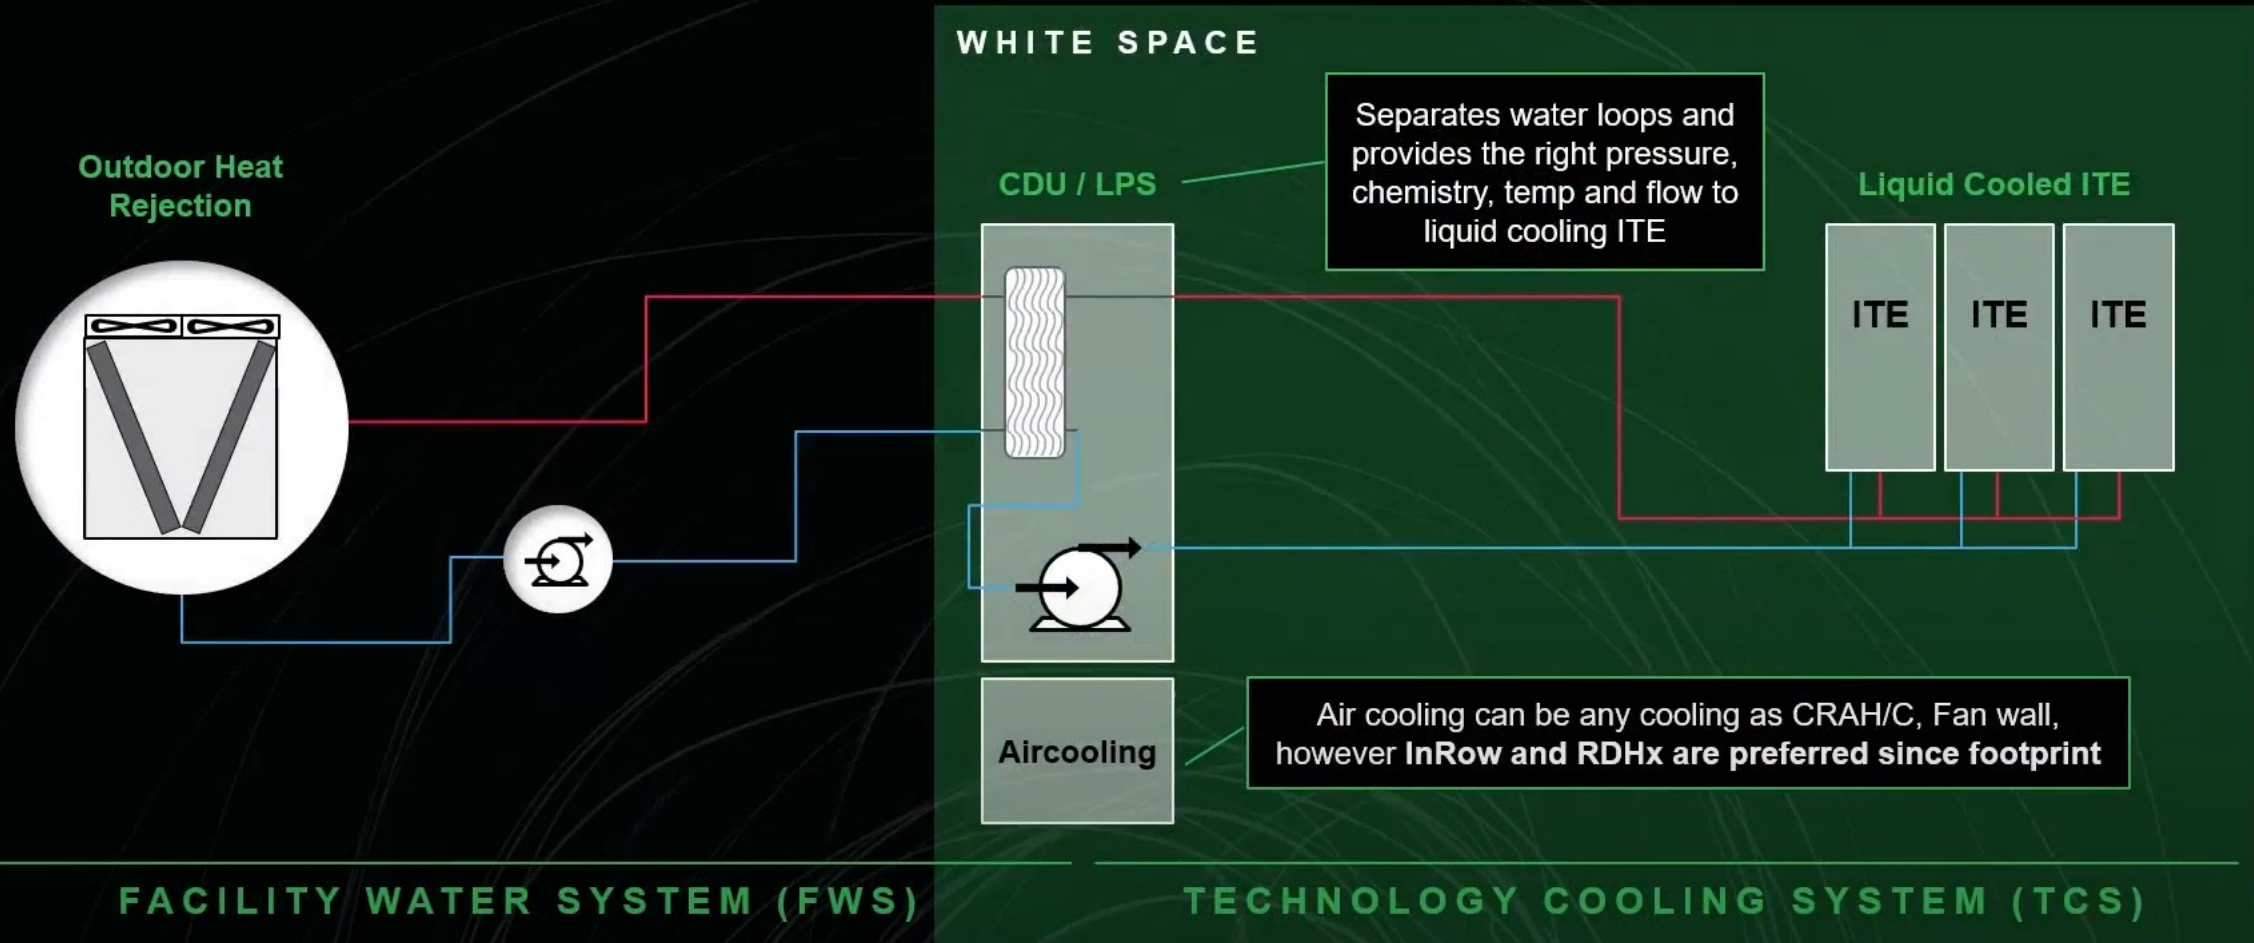 WHITE SPACE
Outdoor Heat
Rejection
CDU / LPS
Separates water loops and
provides the right pressure,
chemistry, temp and flow to
liquid cooling ITE
Liquid Cooled ITE
ITE
ITE
ITE
Aircooling
Air cooling can be any cooling as CRAH/C, Fan wall,
however InRow and RDHx are preferred since footprint
FACILITY WATER SYSTEM (FWS)
TECHNOLOGY COOLING SYSTEM (TCS)